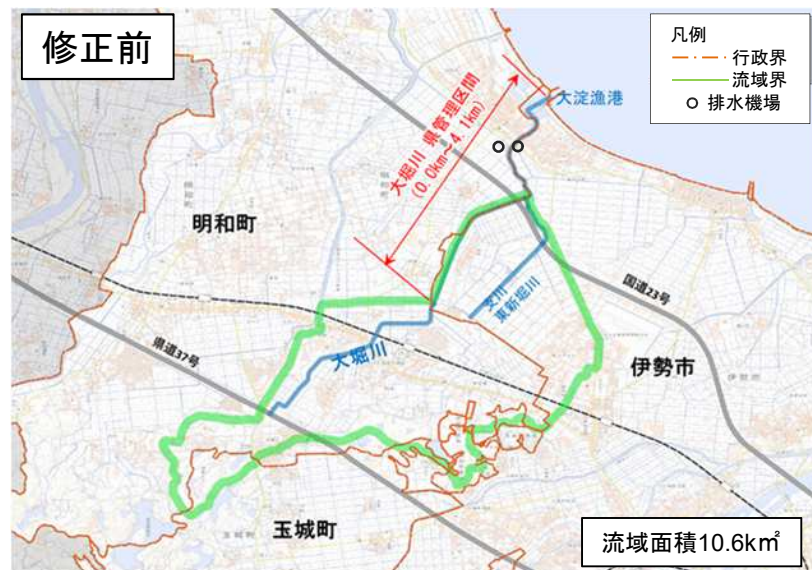 修正前
凡例
行政界
流域界
排水機場
大淀漁港
大堀川 県管理区間
(0.0km~4.1km)
明和町
支川
東新堀川
国道23号
県道37号
大堀川
伊勢市
玉城町
流域面積10.6k㎡